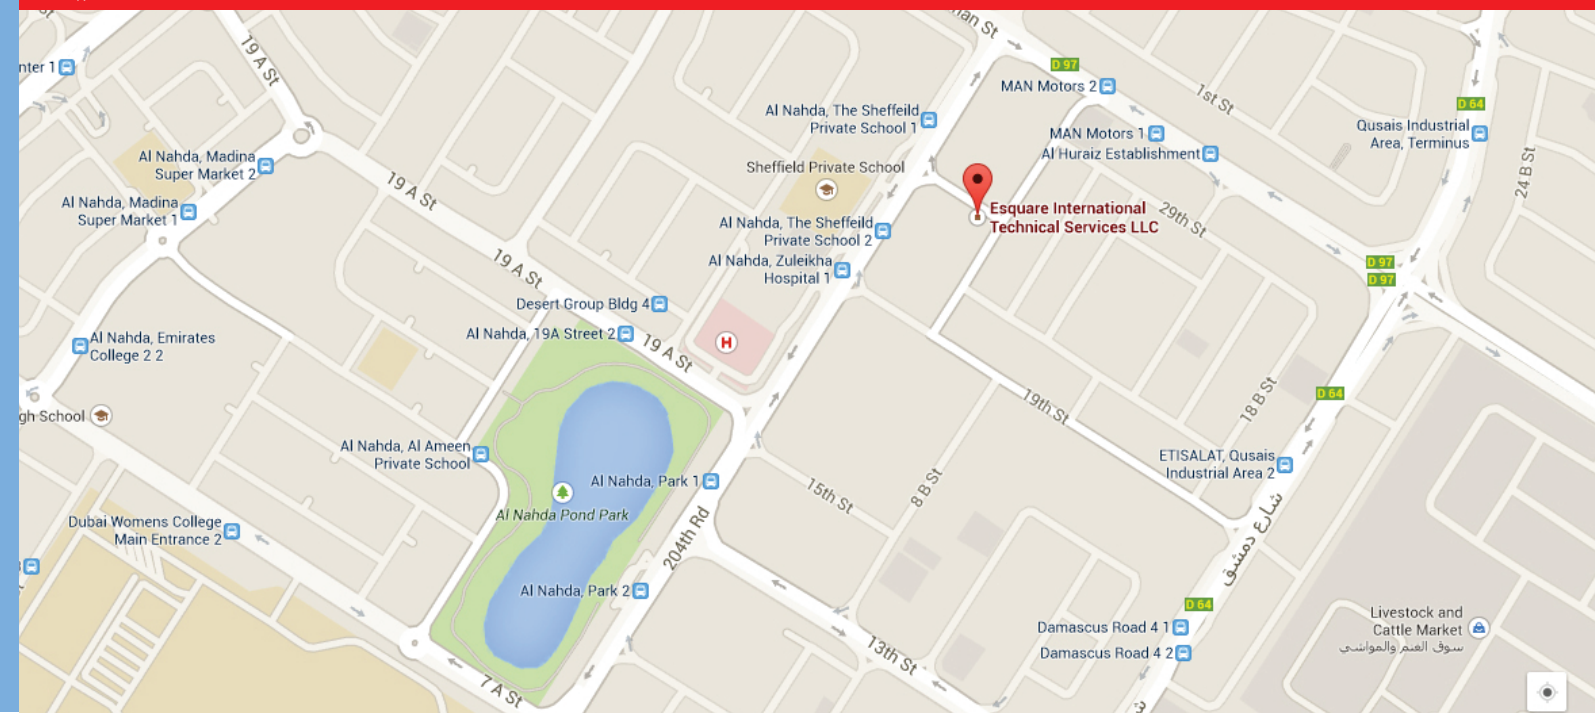 man St
19 A St
nter 1
D 97
MAN Motors 2
1st St
D 64
Al Nahda, The Sheffeild
Private School 1
MAN Motors 1
Qusais Industrial
Area, Terminus
Al Huraiz Establishment
Al Nahda, Madina
Super Market 2
Sheffield Private School
24 B St
19 A St
Al Nahda, Madina
Super Market 1
Esquare International
Technical Services LLC
29th St
Al Nahda, The Sheffeild
Private School 2
19 A St
Al Nahda, Zuleikha
Hospital 1
D 97
D 97
Desert Group Bldg 4
Al Nahda, 19A Street 2
19 A St
H
Al Nahda, Emirates
College 2 2
D 64
19th St
18 B St
gh School
Al Nahda, Al Ameen
Private School
ETISALAT, Qusais
Industrial Area 2
Al Nahda, Park 1
15th St
8 B St
Al Nahda Pond Park
Dubai Womens College
Main Entrance 2
204th Rd
شارع دمشق
Al Nahda, Park 2
D 64
Livestock and
Cattle Market
سوق الغنم والمواشي
Damascus Road 4 1
Damascus Road 4 2
13th St
7 A St